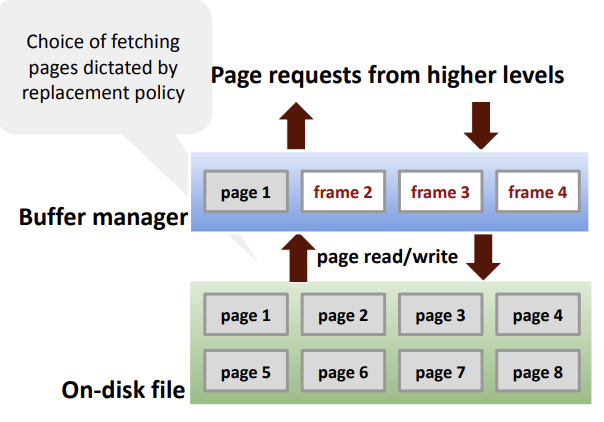 Choice of fetching
pages dictated by
replacement policy
Page requests from higher levels
page 1 frame 2 frame 3 frame 4
Buffer manager
page read/write
page 1 page 2 page 3 page 4
page 5 page 6 page 7 page 8
On-disk file